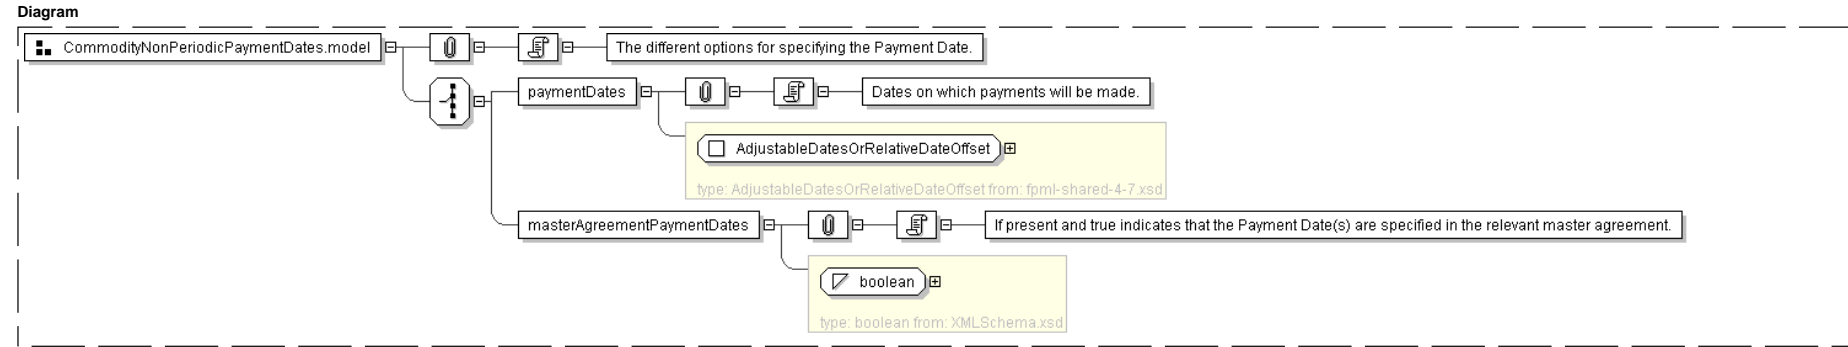 Diagram
CommodityNonPeriodicPaymentDates.model
The different options for specifying the Payment Date.
paymentDates
Dates on which payments will be made.
AdjustableDatesOrRelativeDateOffset
type: AdjustableDatesOrRelativeDateOffset from: fpml-shared-4-7.xsd
masterAgreementPaymentDates
If present and true indicates that the Payment Date(s) are specified in the relevant master agreement.
boolean
type: boolean from: XMLSchema.xsd